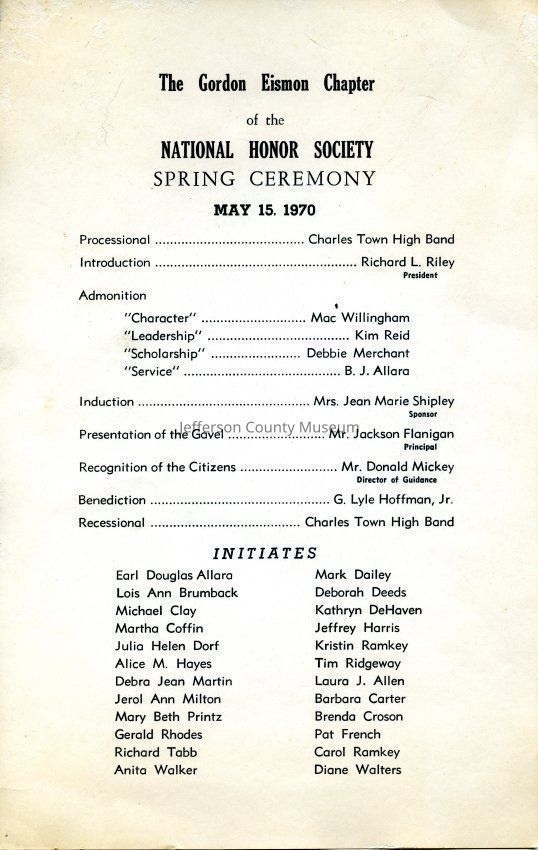 The Gordon Eismon Chapter
of the
NATIONAL HONOR SOCIETY
SPRING CEREMONY
MAY 15, 1970
Processional ...................................... Charles Town High Band
Introduction .................................................... Richard L. Riley
President
Admonition
"Character" ........................... Mac Willingham
"Leadership" ..................................... Kim Reid
"Scholarship" ....................... Debbie Merchant
"Service" ........................................ B. J. Allara
Induction ............................................ Mrs. Jean Marie Shipley
Sponsor
Jefferson County Museum
Presentation of the Gavel ......................... Mr. Jackson Flanigan
Principal
Recognition of the Citizens ......................... Mr. Donald Mickey
Director of Guidance
Benediction .............................................. G. Lyle Hoffman, Jr.
Recessional ....................................... Charles Town High Band
INITIATES
Earl Douglas Allara
Lois Ann Brumback
Michael Clay
Martha Coffin
Julia Helen Dorf
Alice M. Hayes
Debra Jean Martin
Jerol Ann Milton
Mary Beth Printz
Gerald Rhodes
Richard Tabb
Anita Walker
Mark Dailey
Deborah Deeds
Kathryn DeHaven
Jeffrey Harris
Kristin Ramkey
Tim Ridgeway
Laura J. Allen
Barbara Carter
Brenda Croson
Pat French
Carol Ramkey
Diane Walters